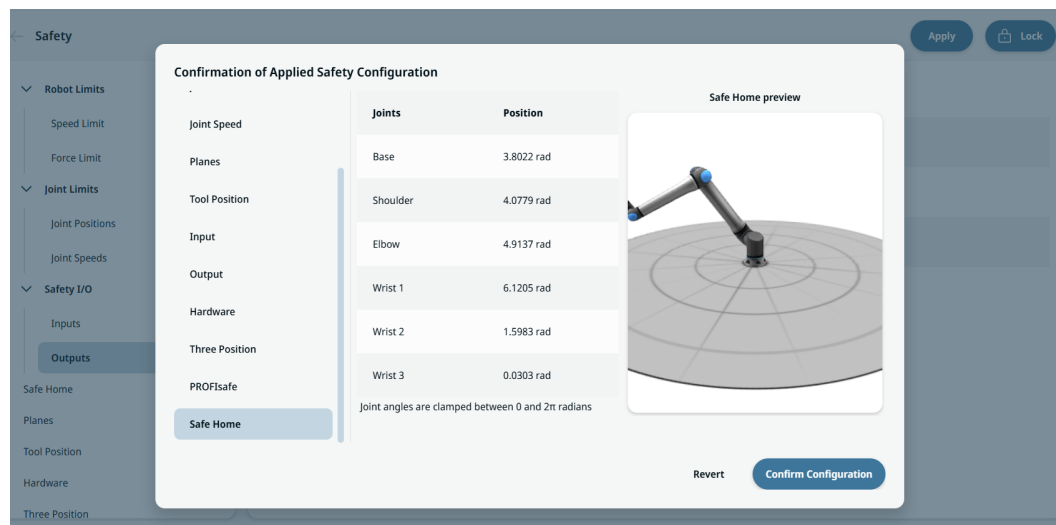 Safety
Apply
Lock
Robot Limits
Speed Limit
Force Limit
Joint Limits
Joint Positions
Joint Speeds
Safety I/O
Inputs
Outputs
Safe Home
Planes
Tool Position
Hardware
Three Position
Confirmation of Applied Safety Configuration
Joint Speed
Planes
Tool Position
Input
Output
Hardware
Three Position
PROFIsafe
Safe Home
Joints Position
Base 3.8022 rad
Shoulder 4.0779 rad
Elbow 4.9137 rad
Wrist 1 6.1205 rad
Wrist 2 1.5983 rad
Wrist 3 0.0303 rad
Joint angles are clamped between 0 and 2π radians
Safe Home preview
Revert
Confirm Configuration